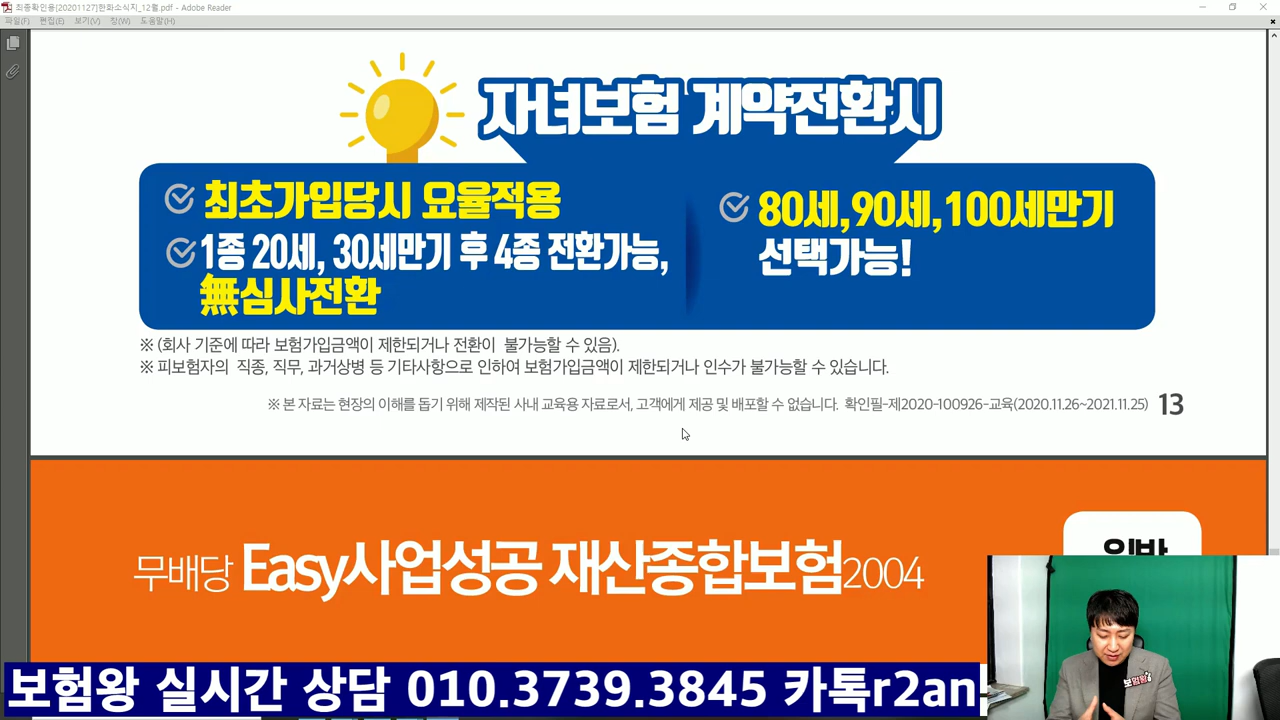 최종확인용[20201127]한화소식지_12월.pdf - Adobe Reader
파일(F) 편집(E) 보기(V) 창(W) 도움말(H)
자녀보험 계약전환시
최초가입당시 요율적용
1종 20세, 30세만기 후 4종 전환가능,
無심사전환
80세,90세,100세만기
선택가능!
※ (회사 기준에 따라 보험가입금액이 제한되거나 전환이 불가능할 수 있음).
※ 피보험자의 직종, 직무, 과거상병 등 기타사항으로 인하여 보험가입금액이 제한되거나 인수가 불가능할 수 있습니다.
※ 본 자료는 현장의 이해를 돕기 위해 제작된 사내 교육용 자료로서, 고객에게 제공 및 배포할 수 없습니다. 확인필-제2020-100926-교육(2020.11.26~2021.11.25) 13
무배당 Easy사업성공 재산종합보험2004
보험왕
보험왕 실시간 상담 010.3739.3845 카톡r2an-